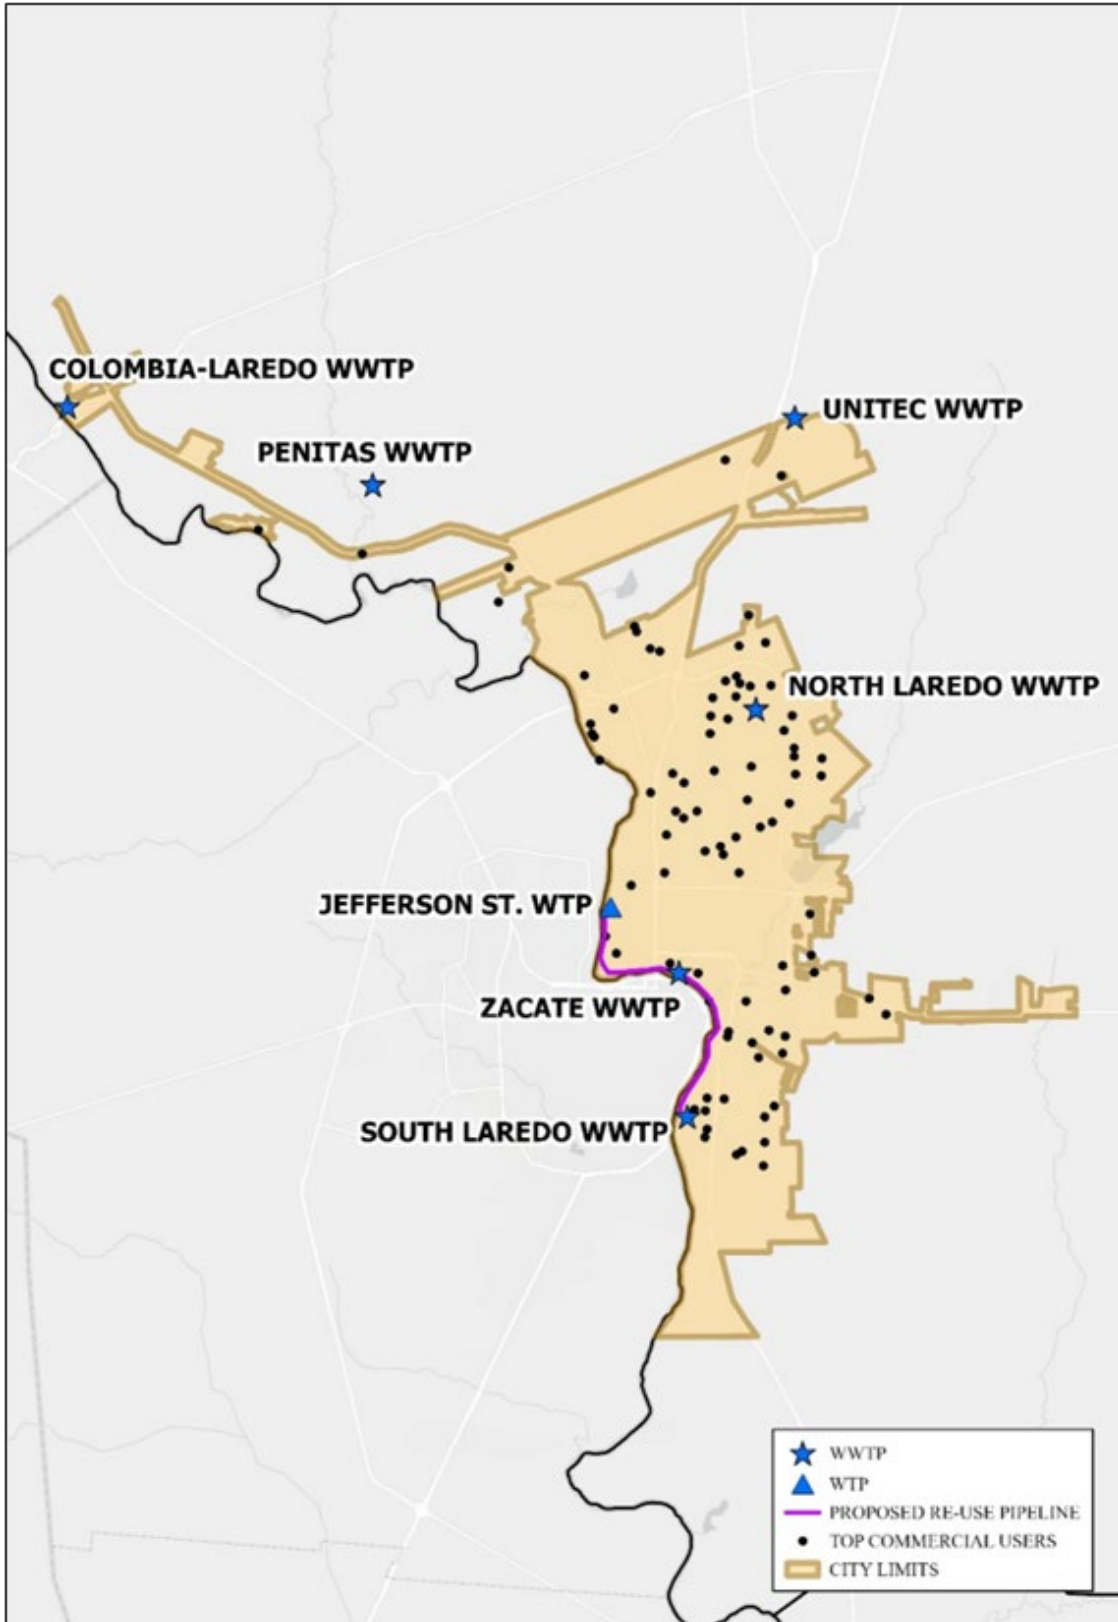 COLOMBIA-LAREDO WWTP
UNITEC WWTP
PENITAS WWTP
NORTH LAREDO WWTP
JEFFERSON ST. WTP
ZACATE WWTP
SOUTH LAREDO WWTP
WWTP
WTP
PROPOSED RE-USE PIPELINE
TOP COMMERCIAL USERS
CITY LIMITS